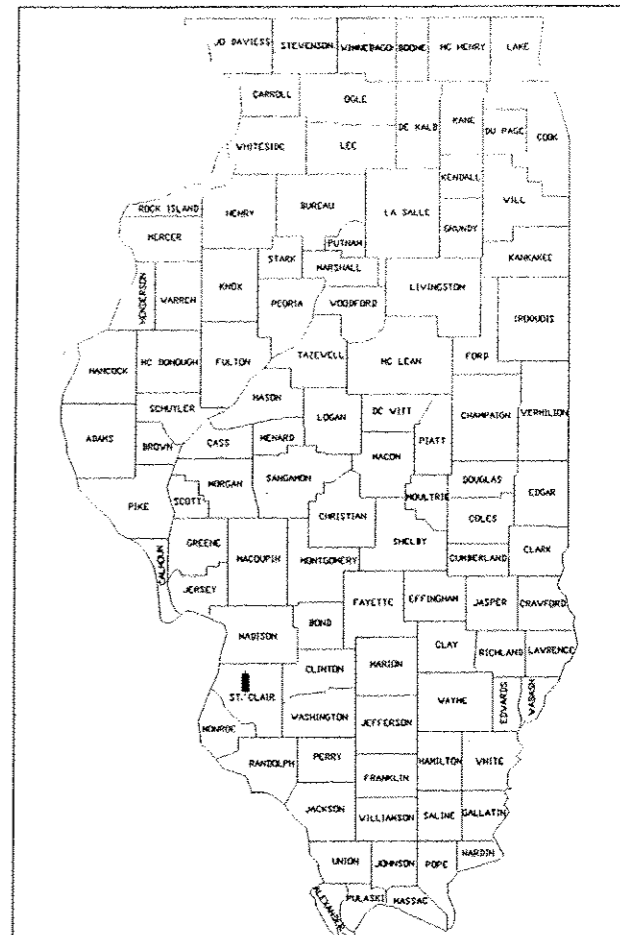 JO DAVIESS STEVENSON WINNEBAGO BOONE MC HENRY LAKE
CARROLL OGLE DE KALB KANE DU PAGE COOK
WHITESIDE LEE KENDALL WILL
ROCK ISLAND HENRY BUREAU LA SALLE GRUNDY
MERCER PUTNAM KANKAKEE
STARK MARSHALL
HENDERSON WARREN KNOX PEORIA WOODFORD LIVINGSTON IROQUOIS
HANCOCK MC DONOUGH FULTON TAZEWELL MC LEAN FORD
SCHUYLER MASON
ADAMS BROWN CASS MENARD LOGAN DE WITT PIATT CHAMPAIGN VERMILION
MACON
PIKE SCOTT MORGAN SANGAMON DOUGLAS EDGAR
CHRISTIAN MOULTRIE COLES
GREENE MACOUPIN MONTGOMERY SHELBY CUMBERLAND CLARK
CALHOUN JERSEY FAYETTE EFFINGHAM JASPER CRAWFORD
MADISON BOND
CLINTON MARION CLAY RICHLAND LAWRENCE
ST. CLAIR WAYNE EDWARDS WABASH
MONROE WASHINGTON JEFFERSON
RANDOLPH PERRY HAMILTON WHITE
FRANKLIN
JACKSON WILLIAMSON SALINE GALLATIN
UNION JOHNSON POPE HARDIN
ALEXANDER PULASKI MASSAC